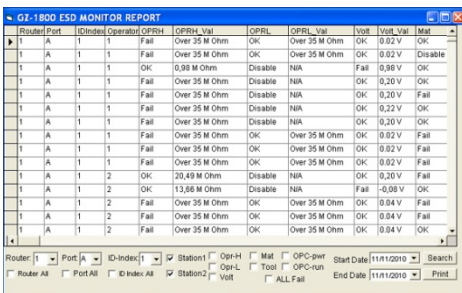 GZ-1800 ESD MONITOR REPORT
Router Port IDIndex Operator OPRH OPRH_Val OPRL OPRL_Val Volt Volt_Val Mat
1 A 1 1 Fail Over 35 M Ohm OK Over 35 M Ohm OK 0.02 V OK
1 A 1 1 Fail Over 35 M Ohm OK Over 35 M Ohm OK 0.02 V Disable
1 A 1 1 OK 0,98 M Ohm Disable N/A Fail 0,98 V OK
1 A 1 1 Fail Over 35 M Ohm Disable N/A OK 0,20 V OK
1 A 1 1 Fail Over 35 M Ohm Disable N/A OK 0,20 V Fail
1 A 1 1 Fail Over 35 M Ohm Disable N/A OK 0,22 V OK
1 A 1 1 Fail Over 35 M Ohm Disable N/A OK 0,20 V OK
1 A 1 1 Fail Over 35 M Ohm OK Over 35 M Ohm OK 0.02 V Fail
1 A 1 1 Fail Over 35 M Ohm OK Over 35 M Ohm OK 0.02 V Fail
1 A 1 1 Fail Over 35 M Ohm OK Over 35 M Ohm OK 0.02 V Fail
1 A 1 2 OK 20,49 M Ohm Disable N/A OK 0,20 V Fail
1 A 1 2 OK 13,66 M Ohm Disable N/A Fail -0,08 V OK
1 A 1 2 Fail Over 35 M Ohm OK Over 35 M Ohm OK 0.04 V Fail
1 A 1 2 Fail Over 35 M Ohm OK Over 35 M Ohm OK 0.04 V Fail
1 A 1 2 Fail Over 35 M Ohm OK Over 35 M Ohm OK 0.04 V Fail
Router: 1 Port: A ID-Index: 1 Station1 Opr-H Mat OPC-pwr Start Date 11/11/2010 Search
Opr-L Tool OPC-run
Router All Port All ID Index All Station2 Volt ALL Fail End Date 11/11/2010 Print